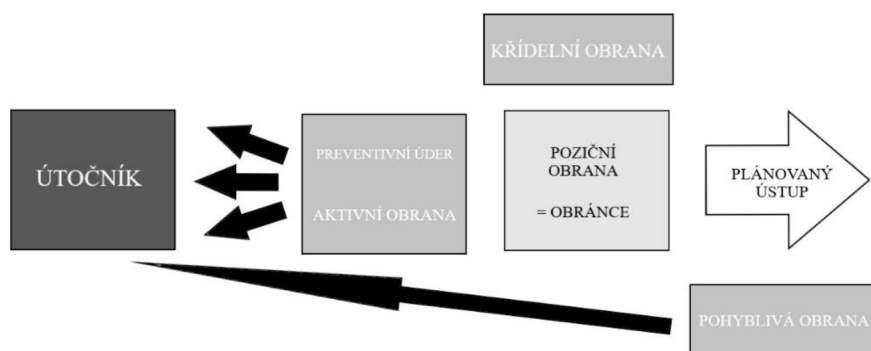 KŘÍDELNÍ OBRANA
ÚTOČNÍK
PREVENTIVNÍ ÚDER
AKTIVNÍ OBRANA
POZIČNÍ
OBRANA
= OBRÁNCE
PLÁNOVANÝ
ÚSTUP
POHYBLIVÁ OBRANA